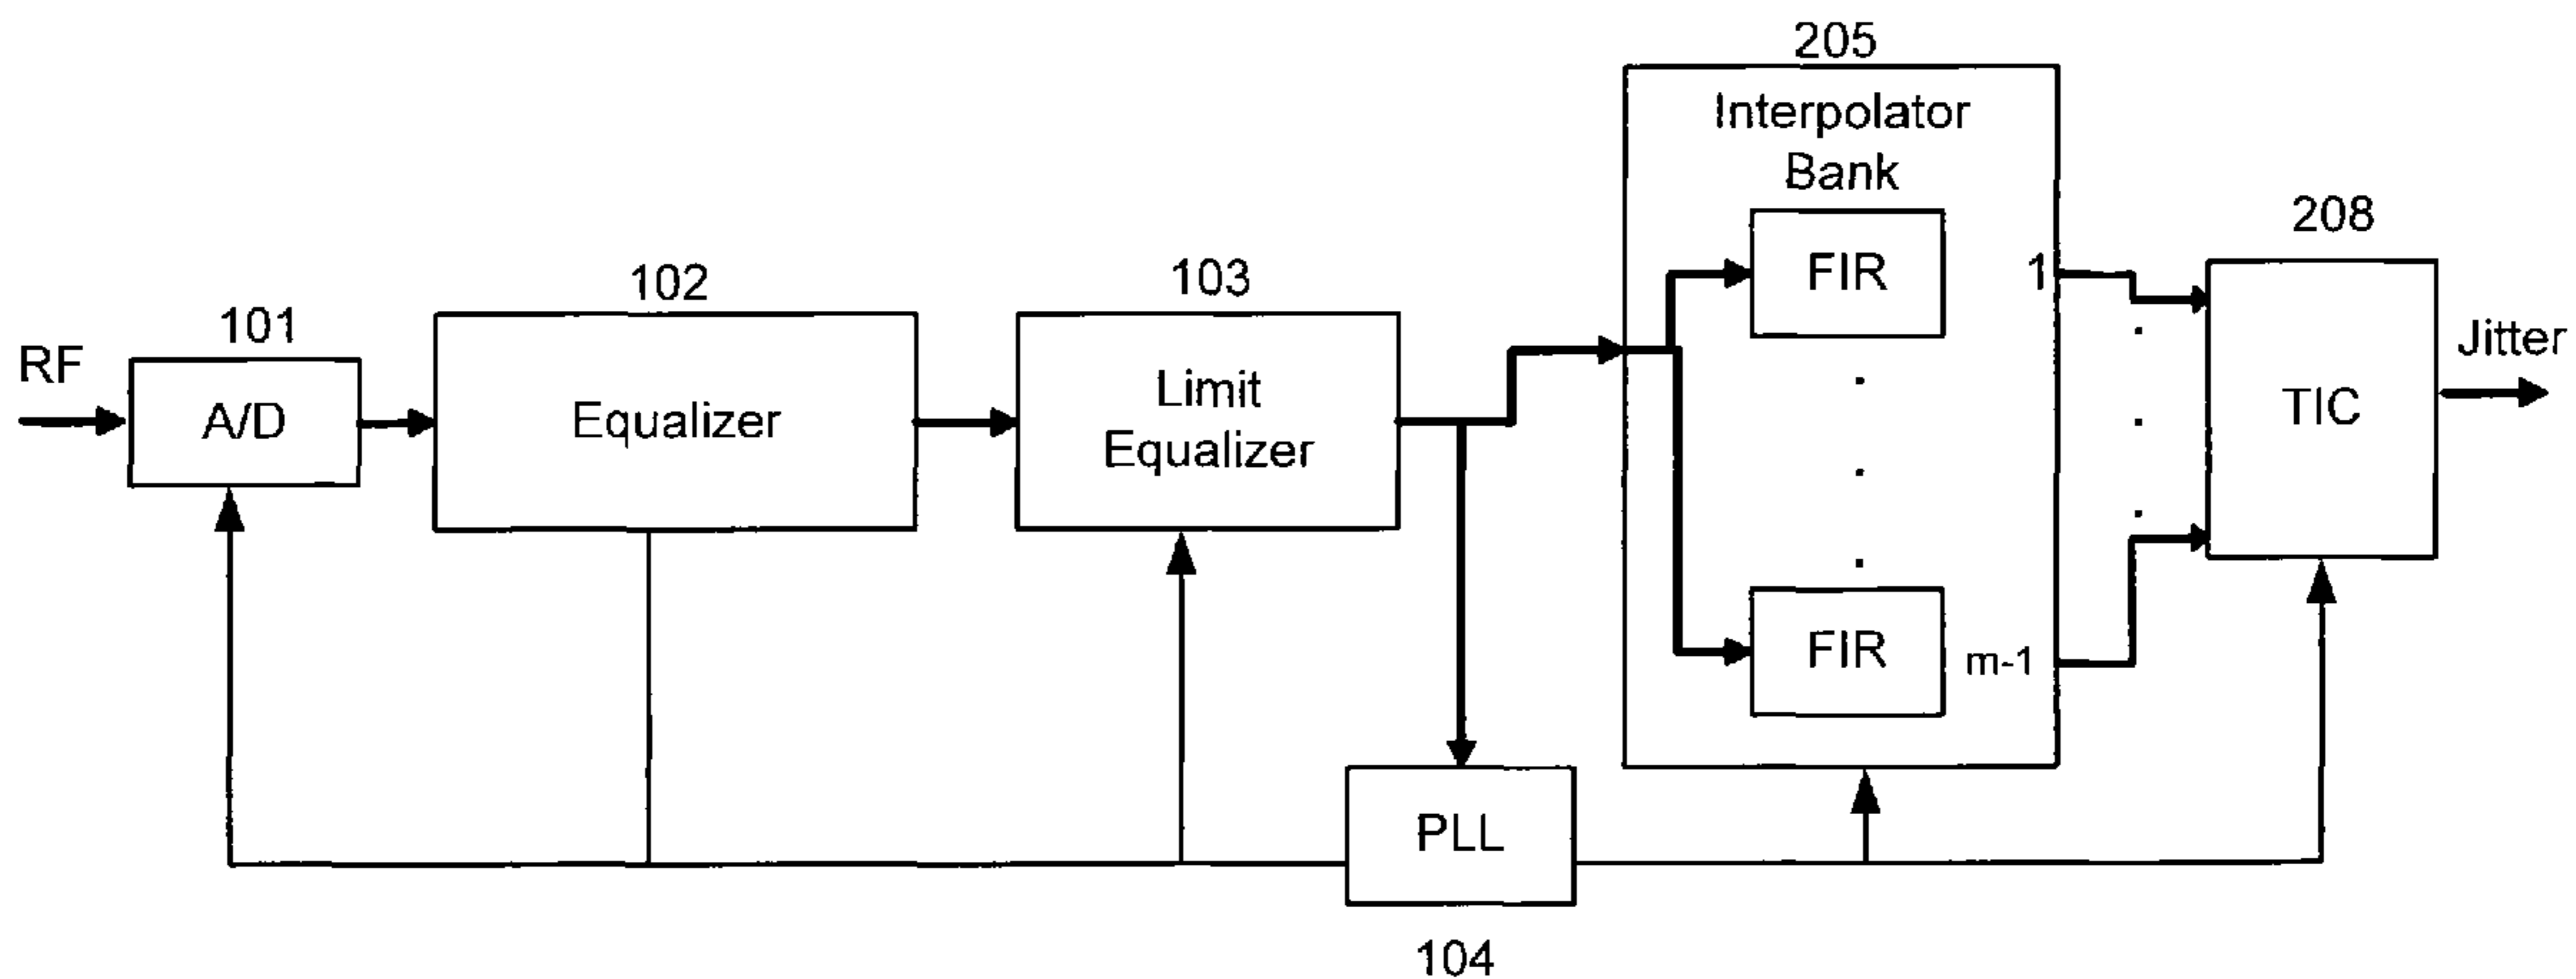 205
Interpolator
Bank
FIR
208
1
103
102
101
RF
A/D
Equalizer
Limit
Equalizer
TIC
Jitter
FIR
m-1
PLL
104